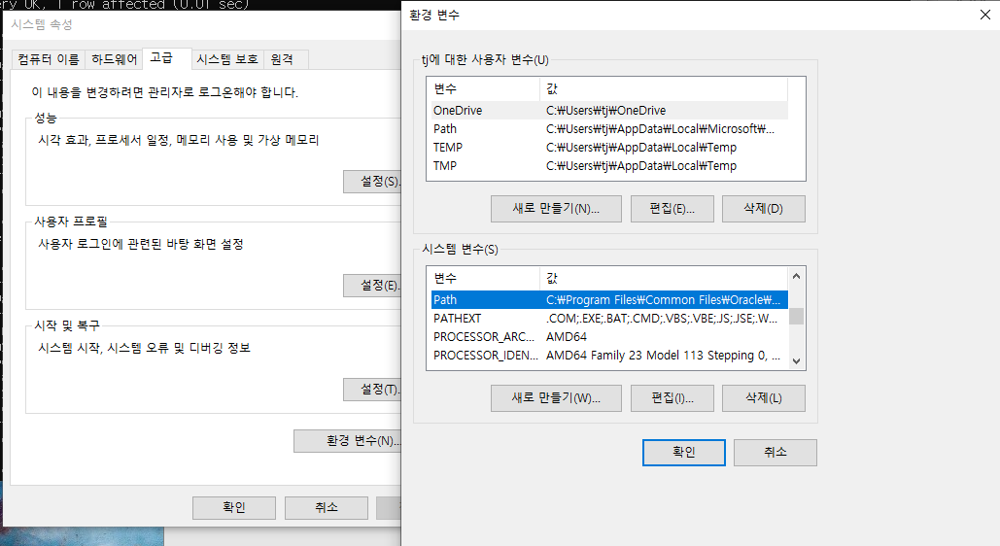 ry OK, 1 row affected (0.01 sec)
시스템 속성
컴퓨터 이름 하드웨어 고급 시스템 보호 원격
이 내용을 변경하려면 관리자로 로그온해야 합니다.
성능
시각 효과, 프로세서 일정, 메모리 사용 및 가상 메모리
설정(S)..
사용자 프로필
사용자 로그인에 관련된 바탕 화면 설정
설정(E)..
시작 및 복구
시스템 시작, 시스템 오류 및 디버깅 정보
설정(T)..
환경 변수(N)...
확인 취소
환경 변수
tj에 대한 사용자 변수(U)
변수 값
OneDrive C:₩Users₩tj₩OneDrive
Path C:₩Users₩tj₩AppData₩Local₩Microsoft₩...
TEMP C:₩Users₩tj₩AppData₩Local₩Temp
TMP C:₩Users₩tj₩AppData₩Local₩Temp
새로 만들기(N)... 편집(E)... 삭제(D)
시스템 변수(S)
변수 값
Path C:₩Program Files₩Common Files₩Oracle₩...
PATHEXT .COM;.EXE;.BAT;.CMD;.VBS;.VBE;.JS;.JSE;.W...
PROCESSOR_ARC... AMD64
PROCESSOR_IDEN... AMD64 Family 23 Model 113 Stepping 0, ...
새로 만들기(W)... 편집(I)... 삭제(L)
확인 취소